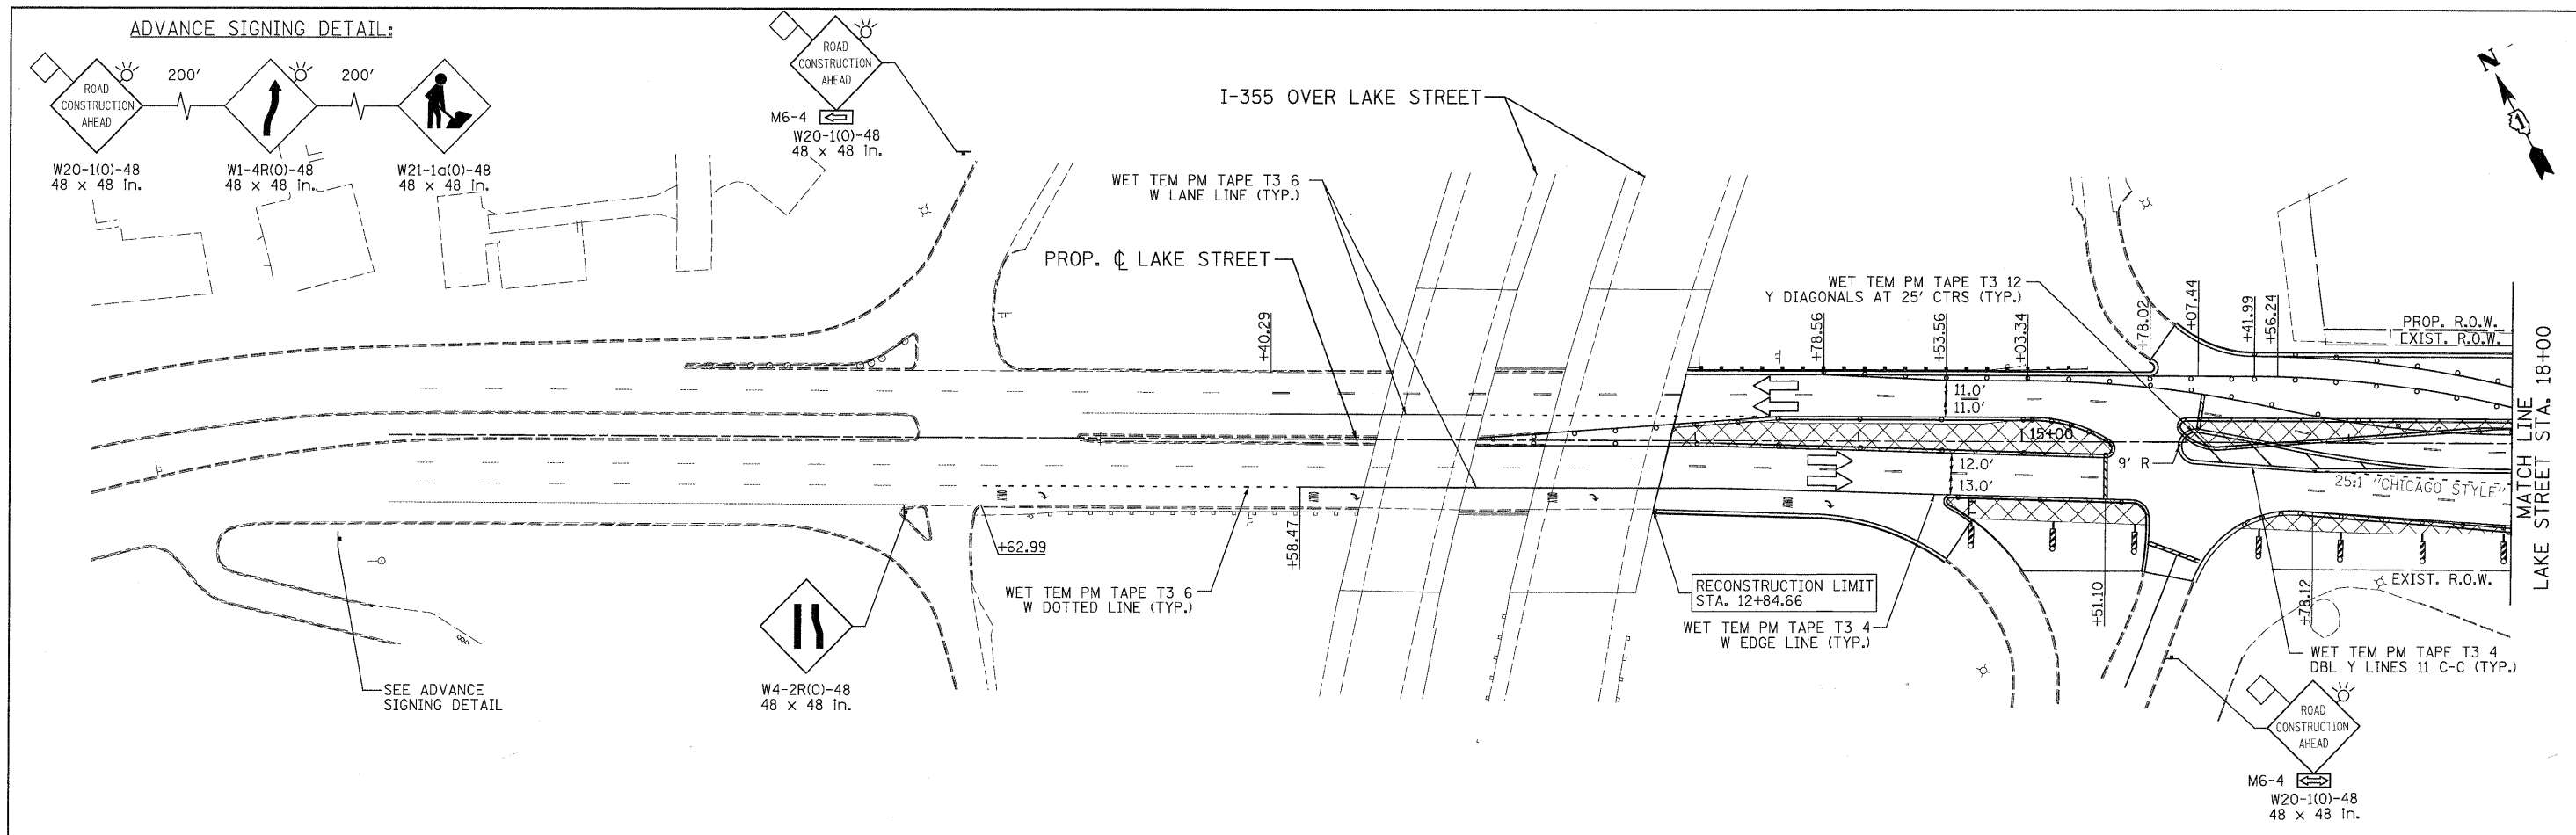 ADVANCE SIGNING DETAIL:
ROAD
CONSTRUCTION
AHEAD
200'
200'
W20-1(O)-48
48 x 48 in.
W1-4R(O)-48
48 x 48 in.
W21-1a(O)-48
48 x 48 in.
ROAD
CONSTRUCTION
AHEAD
M6-4
W20-1(O)-48
48 x 48 in.
I-355 OVER LAKE STREET
WET TEM PM TAPE T3 6
W LANE LINE (TYP.)
PROP. ℄ LAKE STREET
N
1
WET TEM PM TAPE T3 12
Y DIAGONALS AT 25' CTRS (TYP.)
+40.29
+78.56
+53.56
+03.34
+78.02
+07.44
+41.99
+56.24
PROP. R.O.W.
EXIST. R.O.W.
11.0'
11.0'
15+00
12.0'
13.0'
9' R
25:1 "CHICAGO STYLE"
MATCH LINE
LAKE STREET STA. 18+00
ONLY
ONLY
ONLY
ONLY
+62.99
+58.47
WET TEM PM TAPE T3 6
W DOTTED LINE (TYP.)
RECONSTRUCTION LIMIT
STA. 12+84.66
WET TEM PM TAPE T3 4
W EDGE LINE (TYP.)
+51.10
+78.12
EXIST. R.O.W.
WET TEM PM TAPE T3 4
DBL Y LINES 11 C-C (TYP.)
SEE ADVANCE
SIGNING DETAIL
W4-2R(O)-48
48 x 48 in.
ROAD
CONSTRUCTION
AHEAD
M6-4
W20-1(O)-48
48 x 48 in.